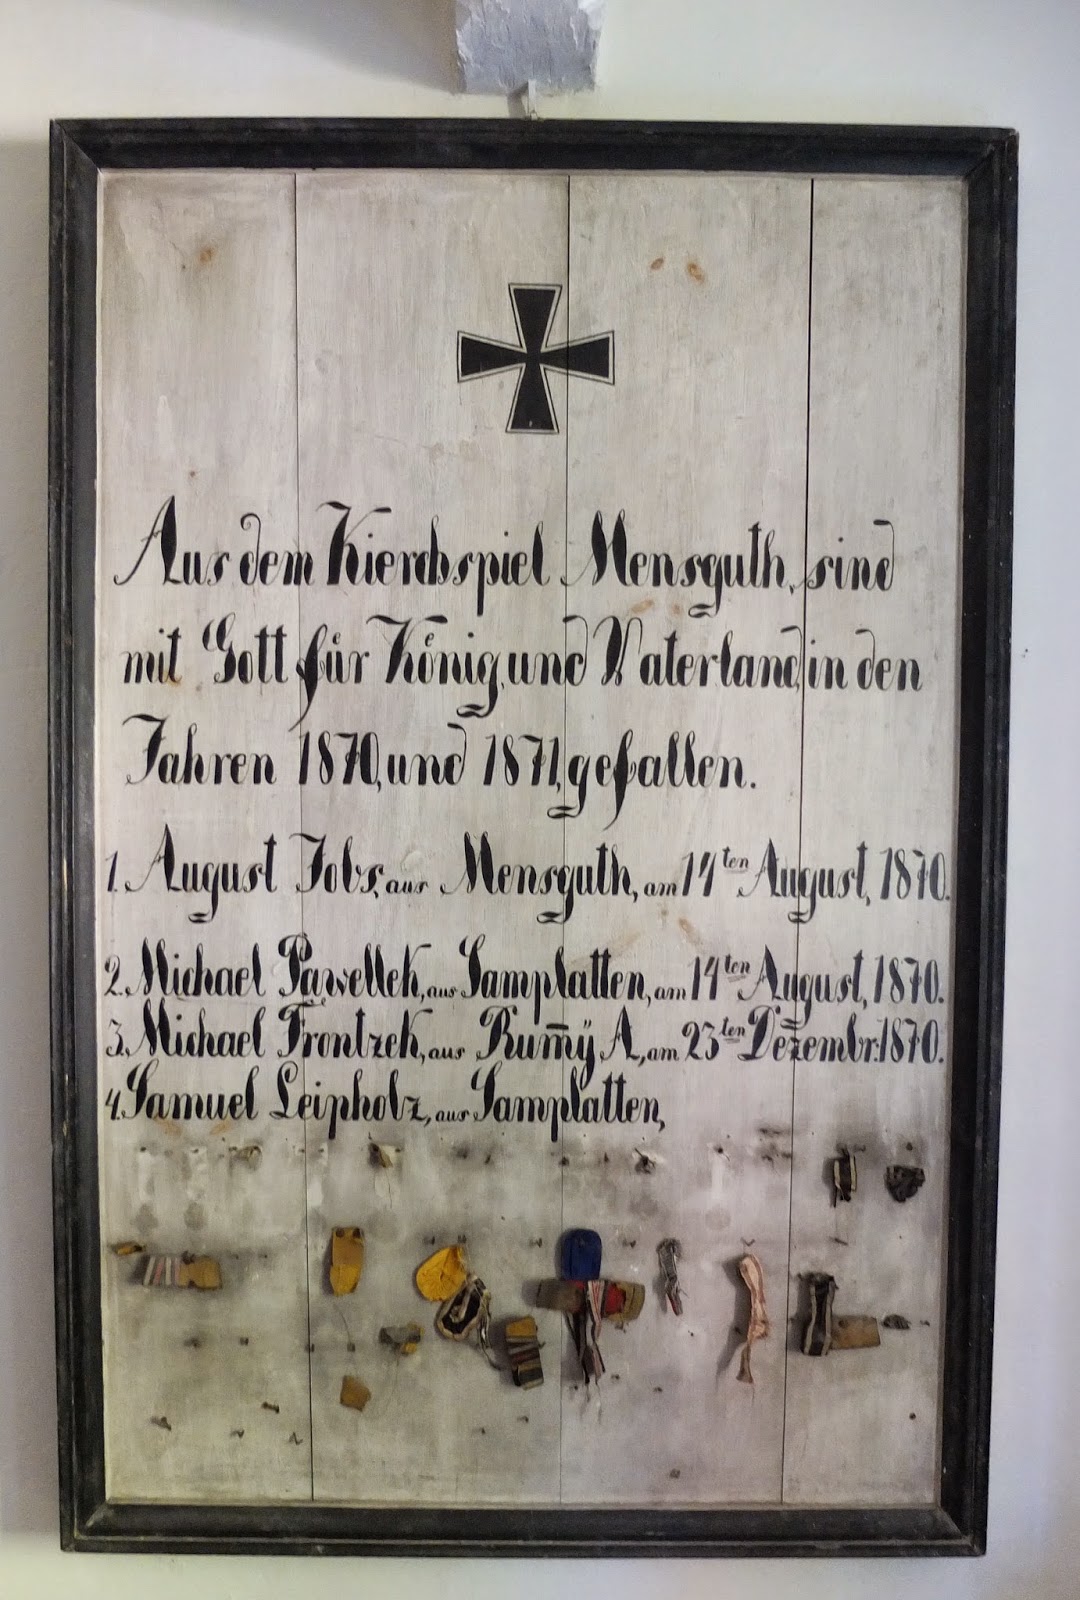 Aus dem Kierchspiel Mensguth, sind
mit Gott für König, und Vaterland, in den
Jahren 1870, und 1871, gefallen.
1. August Jobs, aus Mensguth, am 14ten August, 1870.
2. Michael Pawellek, aus Samplatten, am 14ten August, 1870.
3. Michael Frontzek, aus Rum̅ÿ A, am 23ten Dezembr: 1870.
4. Samuel Leipholz, aus Samplatten,